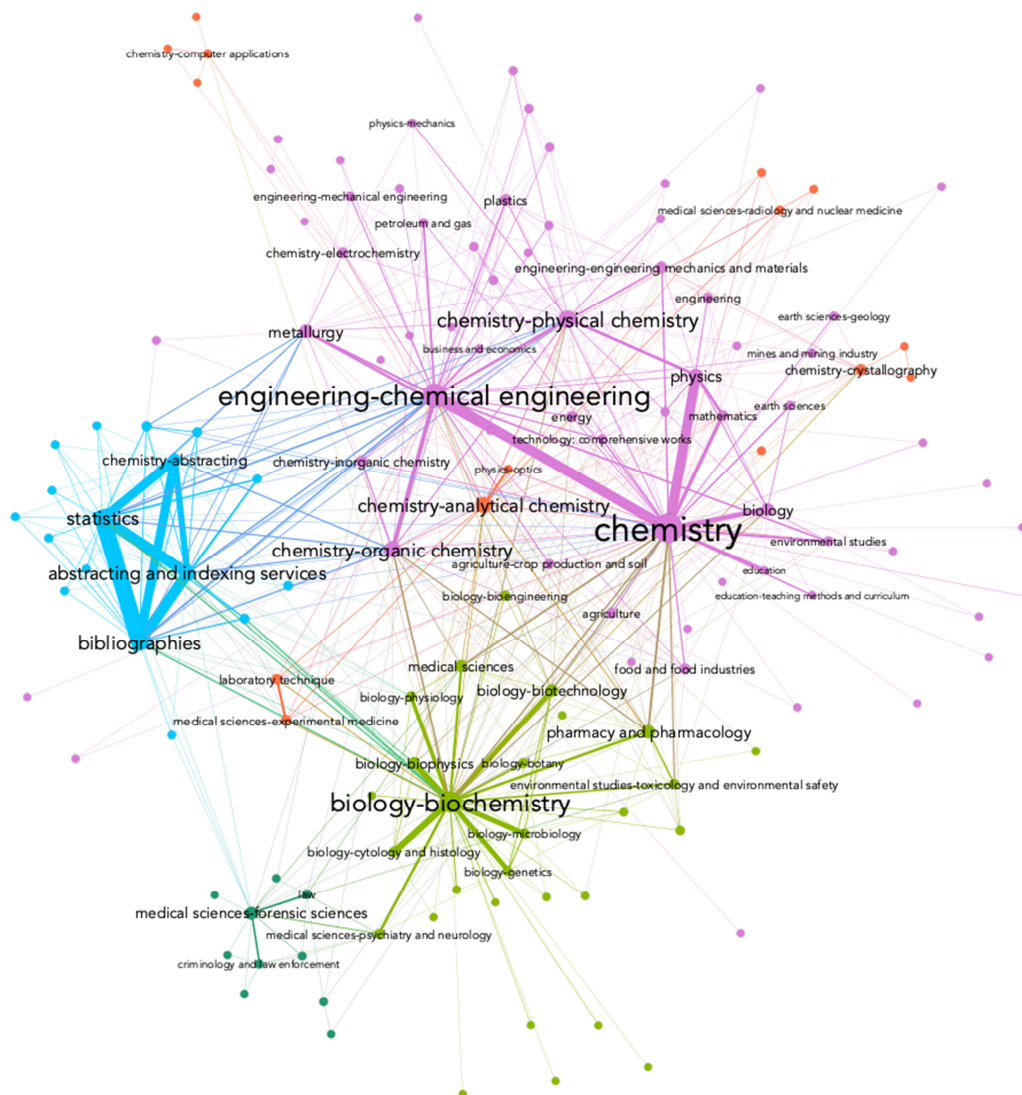 chemistry-computer applications
physics-mechanics
engineering-mechanical engineering
plastics
medical sciences-radiology and nuclear medicine
petroleum and gas
chemistry-electrochemistry
engineering-engineering mechanics and materials
engineering
earth sciences-geology
chemistry-physical chemistry
metallurgy
business and economics
mines and mining industry
chemistry-crystallography
physics
engineering-chemical engineering
earth sciences
energy
mathematics
technology: comprehensive works
chemistry-abstracting
chemistry-inorganic chemistry
physics-optics
chemistry-analytical chemistry
biology
statistics
chemistry
environmental studies
chemistry-organic chemistry
agriculture-crop production and soil
education
abstracting and indexing services
biology-bioengineering
education-teaching methods and curriculum
agriculture
bibliographies
medical sciences
food and food industries
laboratory technique
biology-physiology
biology-biotechnology
medical sciences-experimental medicine
pharmacy and pharmacology
biology-biophysics
biology-botany
environmental studies-toxicology and environmental safety
biology-biochemistry
biology-microbiology
biology-cytology and histology
biology-genetics
law
medical sciences-forensic sciences
medical sciences-psychiatry and neurology
criminology and law enforcement